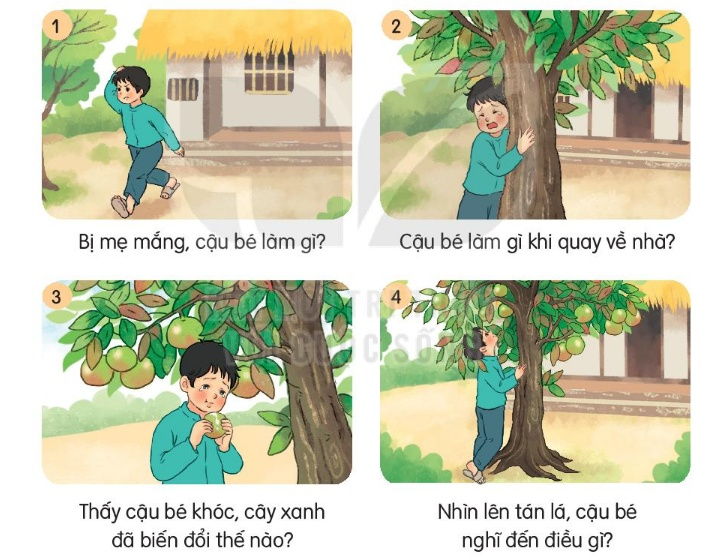 1
2
Bị mẹ mắng, cậu bé làm gì?
Cậu bé làm gì khi quay về nhà?
3
4
Thấy cậu bé khóc, cây xanh
đã biến đổi thế nào?
Nhìn lên tán lá, cậu bé
nghĩ đến điều gì?